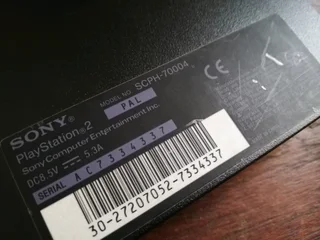 SONY®
MODEL NO. SCPH-70004
PAL
PlayStation®2
Sony Computer Entertainment Inc.
DC8.5V 5.3A
CE
SERIAL AC7334337
30-27207052-7334337